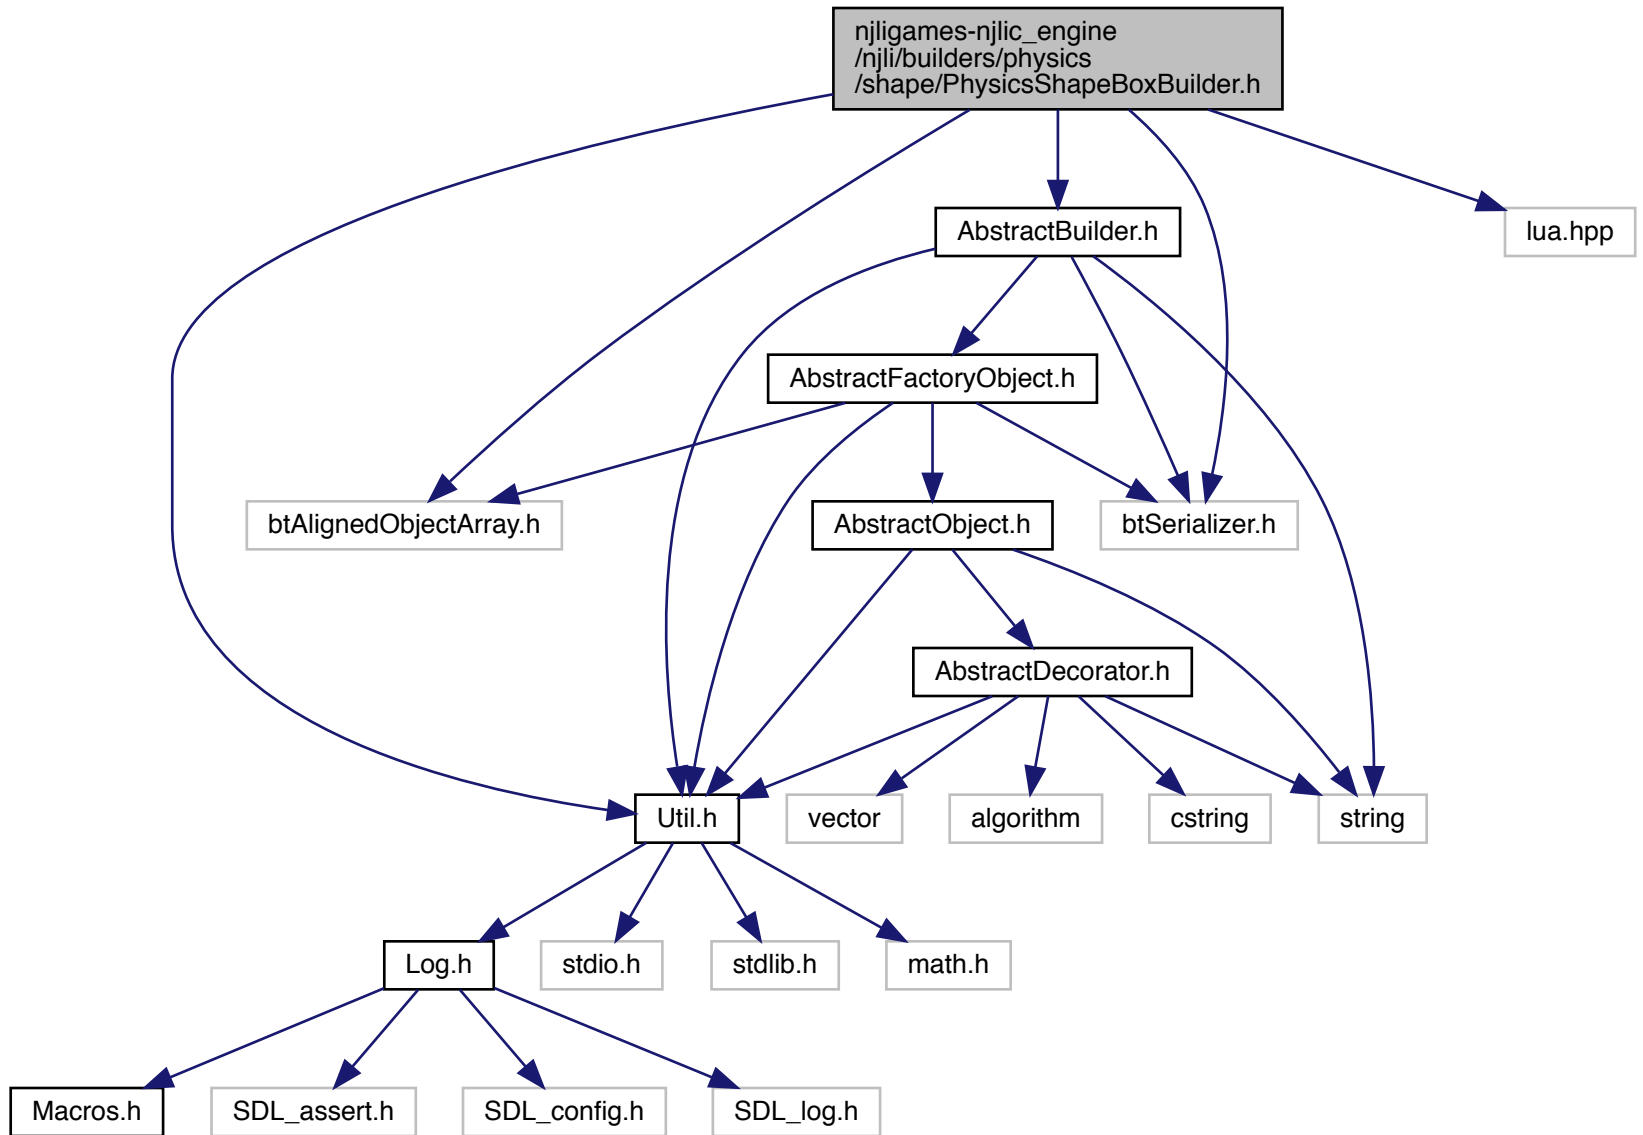 njligames-njlic_engine
/njli/builders/physics
/shape/PhysicsShapeBoxBuilder.h
AbstractBuilder.h
lua.hpp
AbstractFactoryObject.h
btAlignedObjectArray.h
AbstractObject.h
btSerializer.h
AbstractDecorator.h
Util.h
vector
algorithm
cstring
string
Log.h
stdio.h
stdlib.h
math.h
Macros.h
SDL_assert.h
SDL_config.h
SDL_log.h